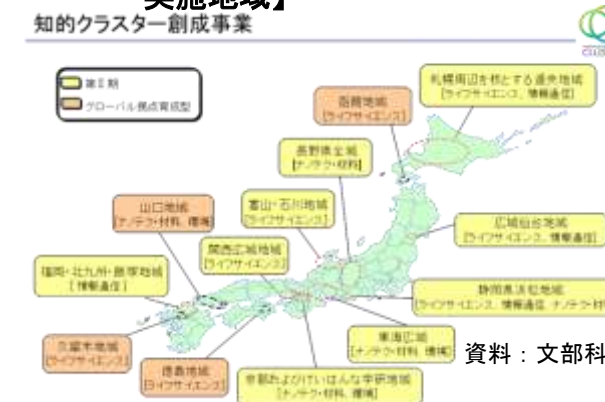 実施地域】
知的クラスター創成事業
第Ⅱ期
グローバル拠点育成型
札幌周辺を核とする道央地域
[ライフサイエンス、情報通信]
函館地域
[ライフサイエンス]
長野県全域
[ナノテク・材料]
山口地域
[ナノテク・材料、環境]
富山・石川地域
[ライフサイエンス]
広域仙台地域
[ライフサイエンス、情報通信]
関西広域地域
[ライフサイエンス]
福岡・北九州・飯塚地域
[情報通信]
静岡県浜松地域
[ライフサイエンス、情報通信、ナノテク・材
久留米地域
[ライフサイエンス]
東海広域
[ナノテク・材料、環境]
資料：文部科
徳島地域
[ライフサイエンス]
京都およびけいはんな学研地域
[ナノテク・材料、環境]